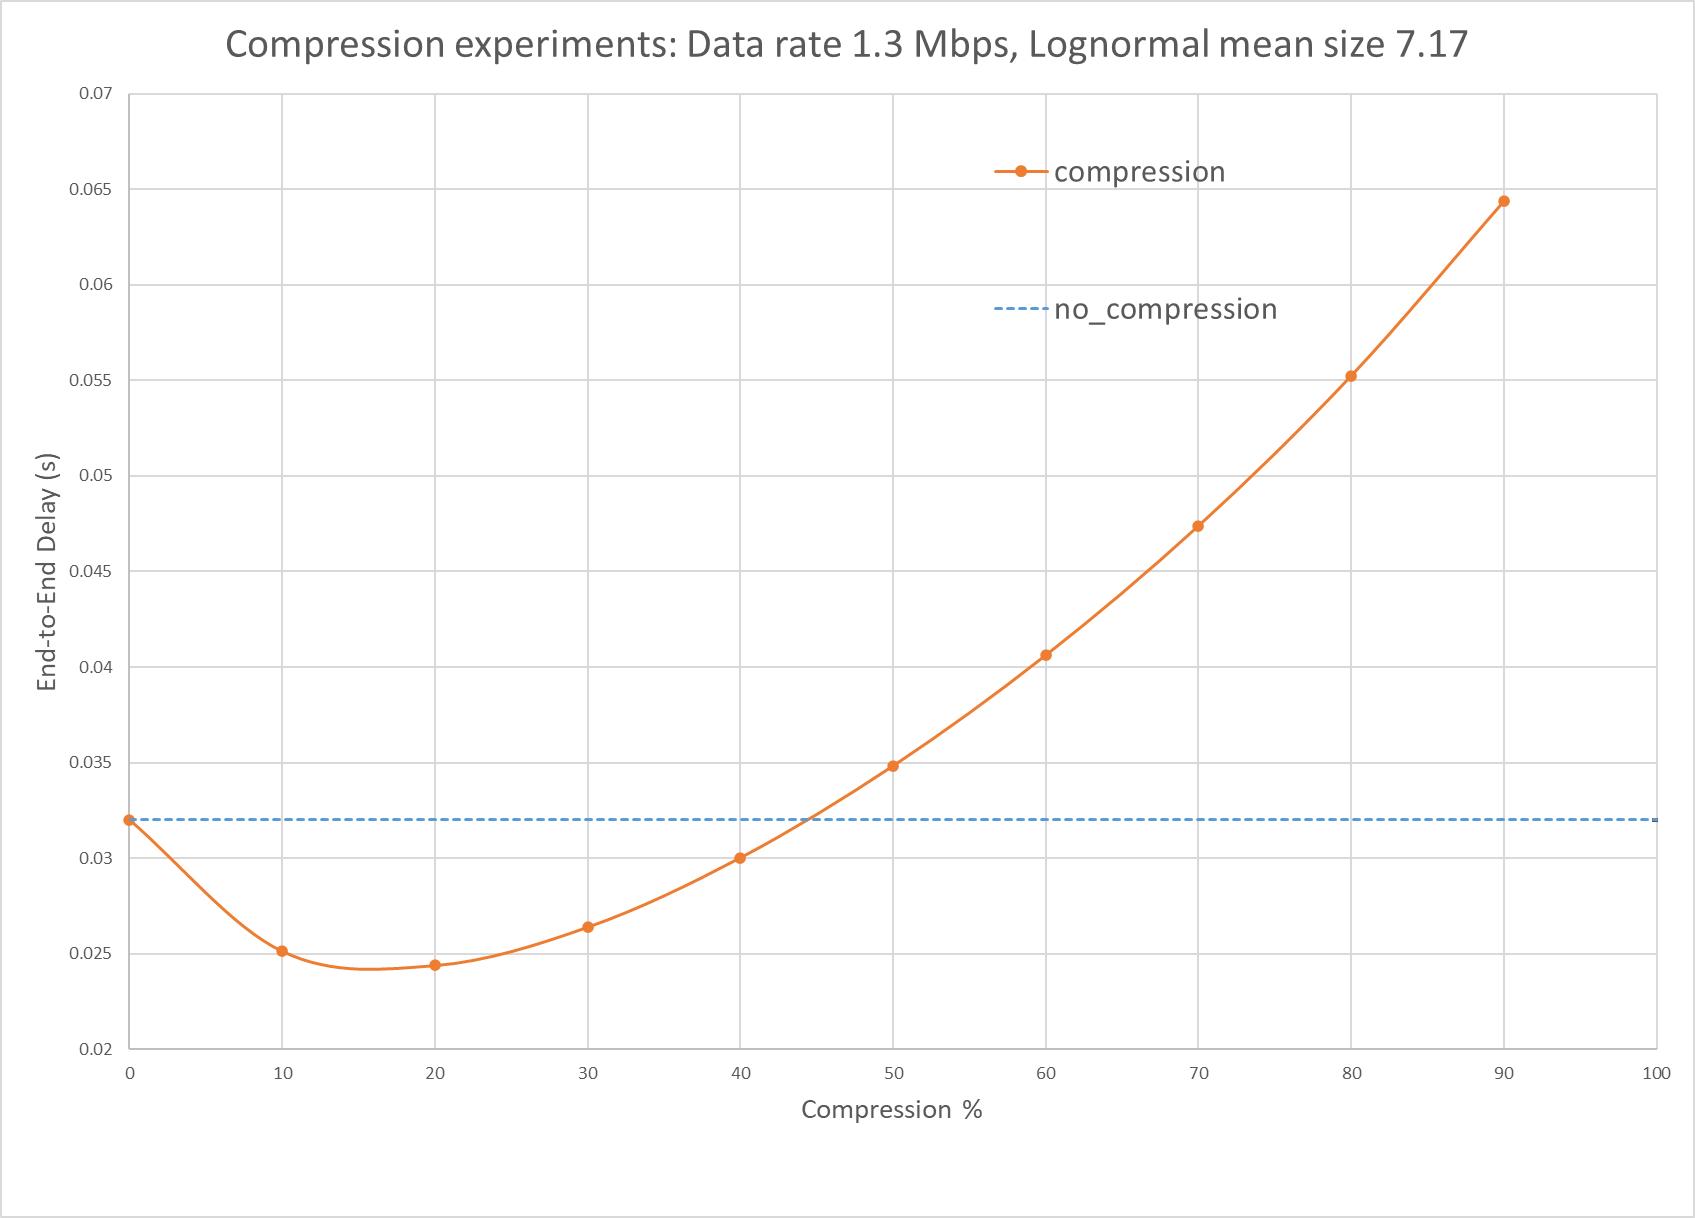 Compression experiments: Data rate 1.3 Mbps, Lognormal mean size 7.17
0.07
0.065
0.06
0.055
0.05
0.045
0.04
0.035
0.03
0.025
0.02
End-to-End Delay (s)
compression
no_compression
0 10 20 30 40 50 60 70 80 90 100
Compression %